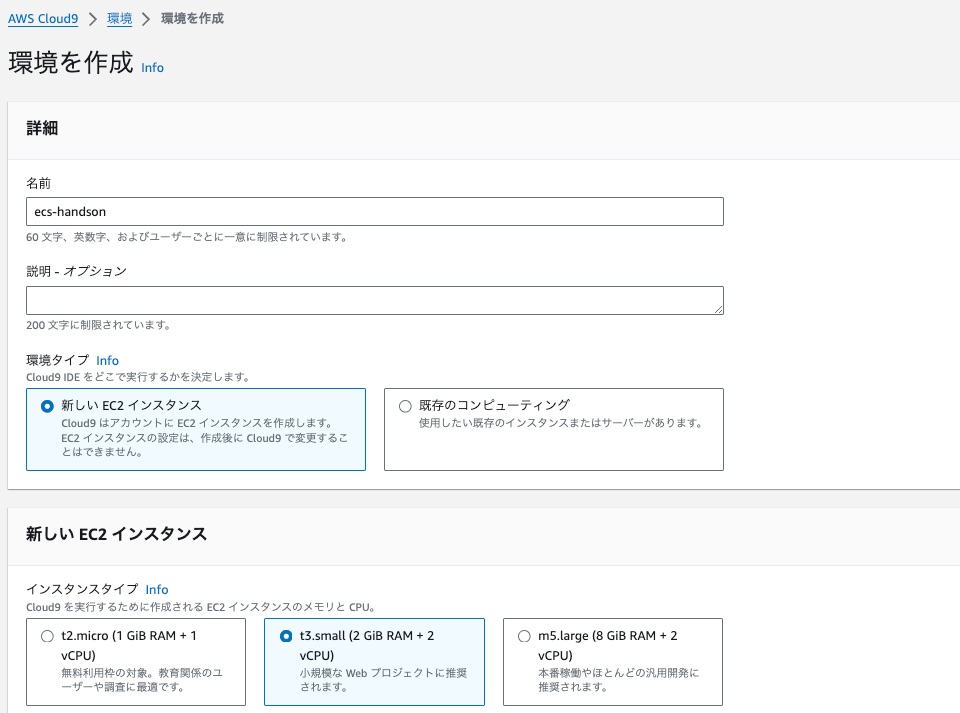 AWS Cloud9 > 環境 > 環境を作成
環境を作成 Info
詳細
名前
ecs-handson
60 文字、英数字、およびユーザーごとに一意に制限されています。
説明 - オプション
200 文字に制限されています。
環境タイプ Info
Cloud9 IDE をどこで実行するかを決定します。
新しい EC2 インスタンス
Cloud9 はアカウントに EC2 インスタンスを作成します。
EC2 インスタンスの設定は、作成後に Cloud9 で変更するこ
とはできません。
既存のコンピューティング
使用したい既存のインスタンスまたはサーバーがあります。
新しい EC2 インスタンス
インスタンスタイプ Info
Cloud9 を実行するために作成される EC2 インスタンスのメモリと CPU。
t2.micro (1 GiB RAM + 1
vCPU)
無料利用枠の対象。教育関係のユ
ーザーや調査に最適です。
t3.small (2 GiB RAM + 2
vCPU)
小規模な Web プロジェクトに推奨
されます。
m5.large (8 GiB RAM + 2
vCPU)
本番稼働やほとんどの汎用開発に
推奨されます。